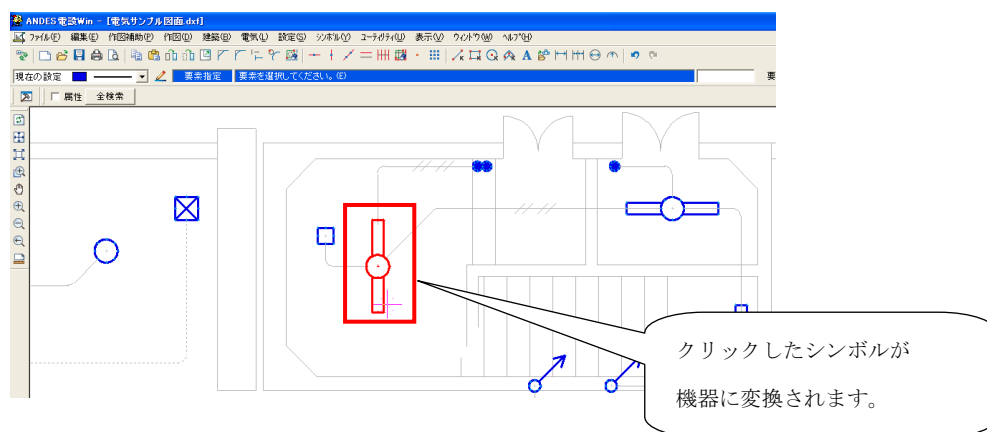 ANDES 電設Win - [電気サンプル図面.dxf]
ファイル(F) 編集(E) 作図補助(P) 作図(D) 建築(B) 電気(L) 設定(S) シンボル(Y) ユーティリティ(U) 表示(V) ウィンドウ(W) ヘルプ(H)
現在の設定 要素指定 要素を選択してください。(E) 要
属性 全検索
クリックしたシンボルが
機器に変換されます。